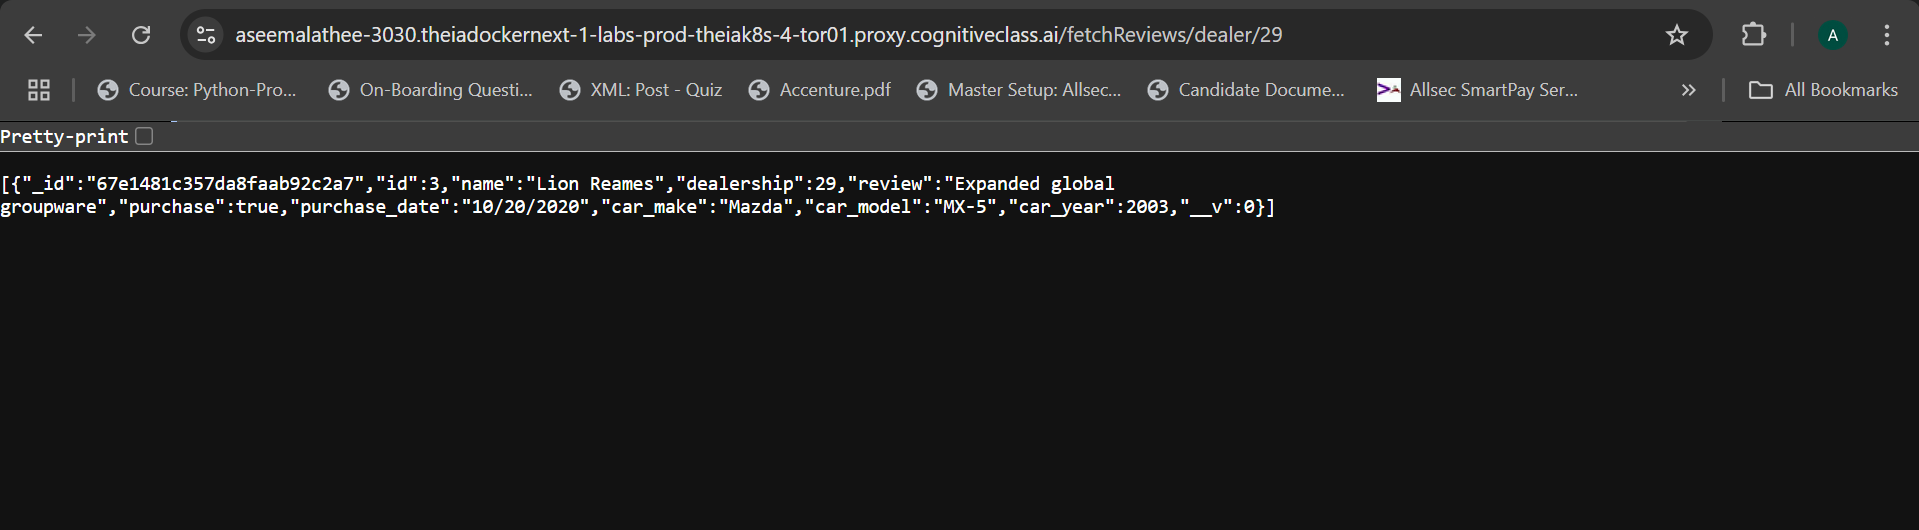 aseemalathee-3030.theiadockernext-1-labs-prod-theiak8s-4-tor01.proxy.cognitiveclass.ai/fetchReviews/dealer/29
A
Course: Python-Pro... On-Boarding Questi... XML: Post - Quiz Accenture.pdf Master Setup: Allsec... Candidate Docume... Allsec SmartPay Ser... » All Bookmarks
Pretty-print
[{"_id":"67e1481c357da8faab92c2a7","id":3,"name":"Lion Reames","dealership":29,"review":"Expanded global
groupware","purchase":true,"purchase_date":"10/20/2020","car_make":"Mazda","car_model":"MX-5","car_year":2003,"__v":0}]